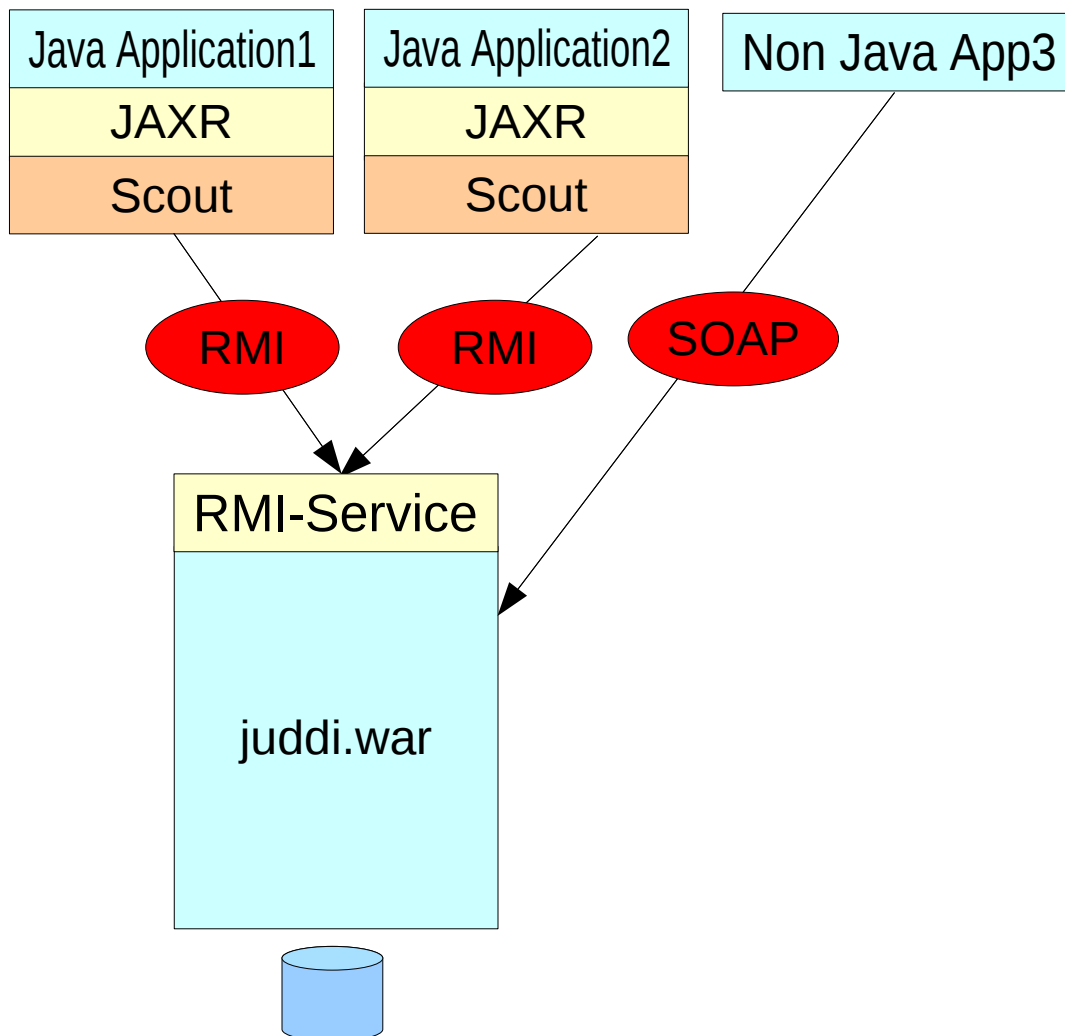 Java Application1
Java Application2
Non Java App3
JAXR
JAXR
Scout
Scout
RMI
RMI
SOAP
RMI-Service
juddi.war